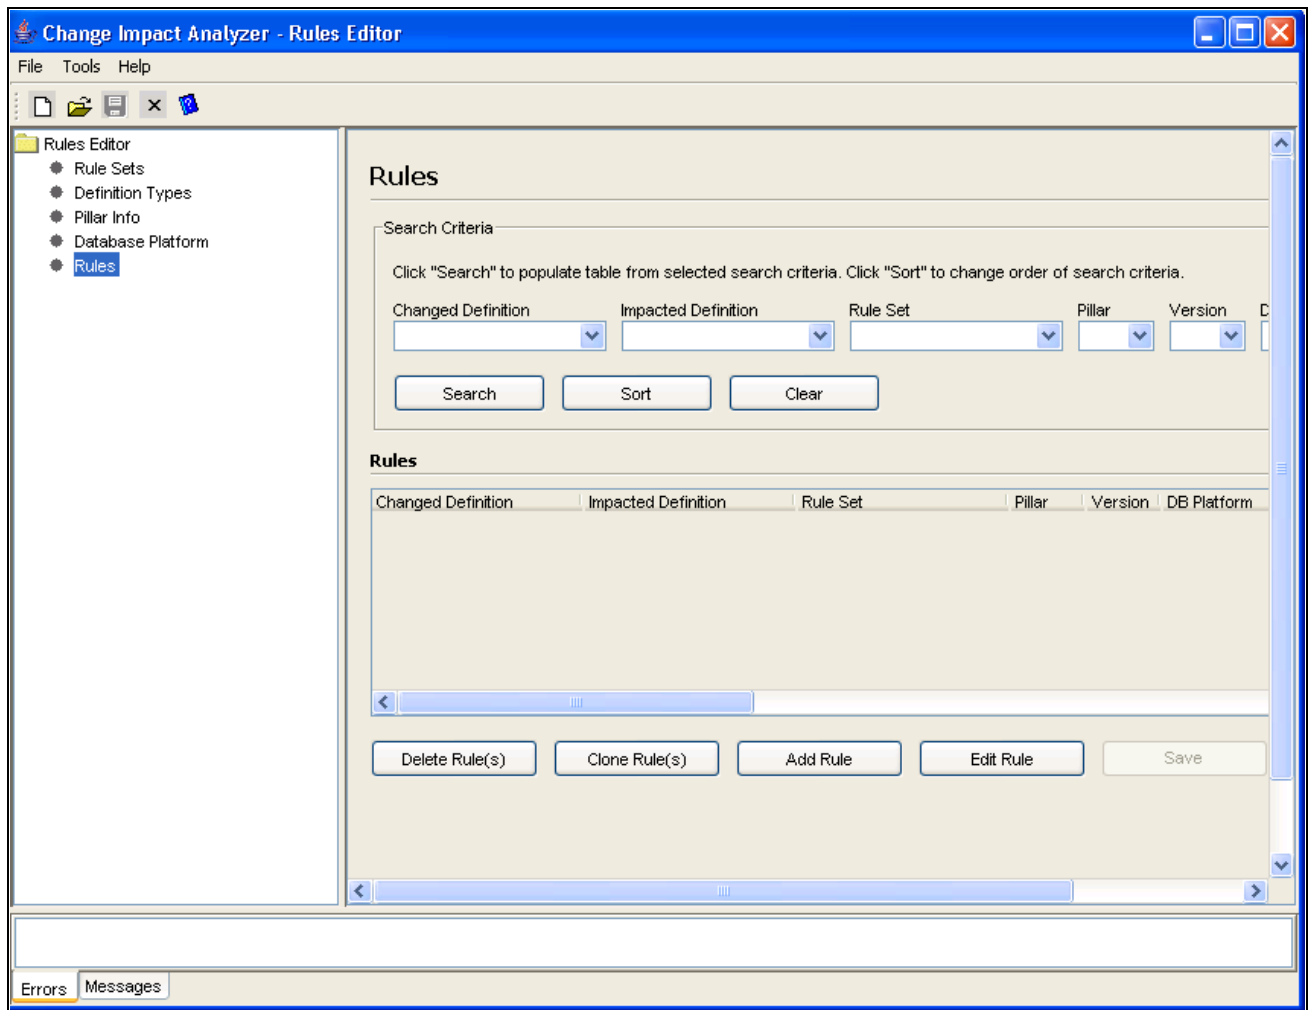 Change Impact Analyzer - Rules Editor
File Tools Help
Rules Editor
Rule Sets
Definition Types
Pillar Info
Database Platform
Rules
Rules
Search Criteria
Click "Search" to populate table from selected search criteria. Click "Sort" to change order of search criteria.
Changed Definition Impacted Definition Rule Set Pillar Version D
Search Sort Clear
Rules
Changed Definition Impacted Definition Rule Set Pillar Version DB Platform
Delete Rule(s) Clone Rule(s) Add Rule Edit Rule Save
Errors Messages